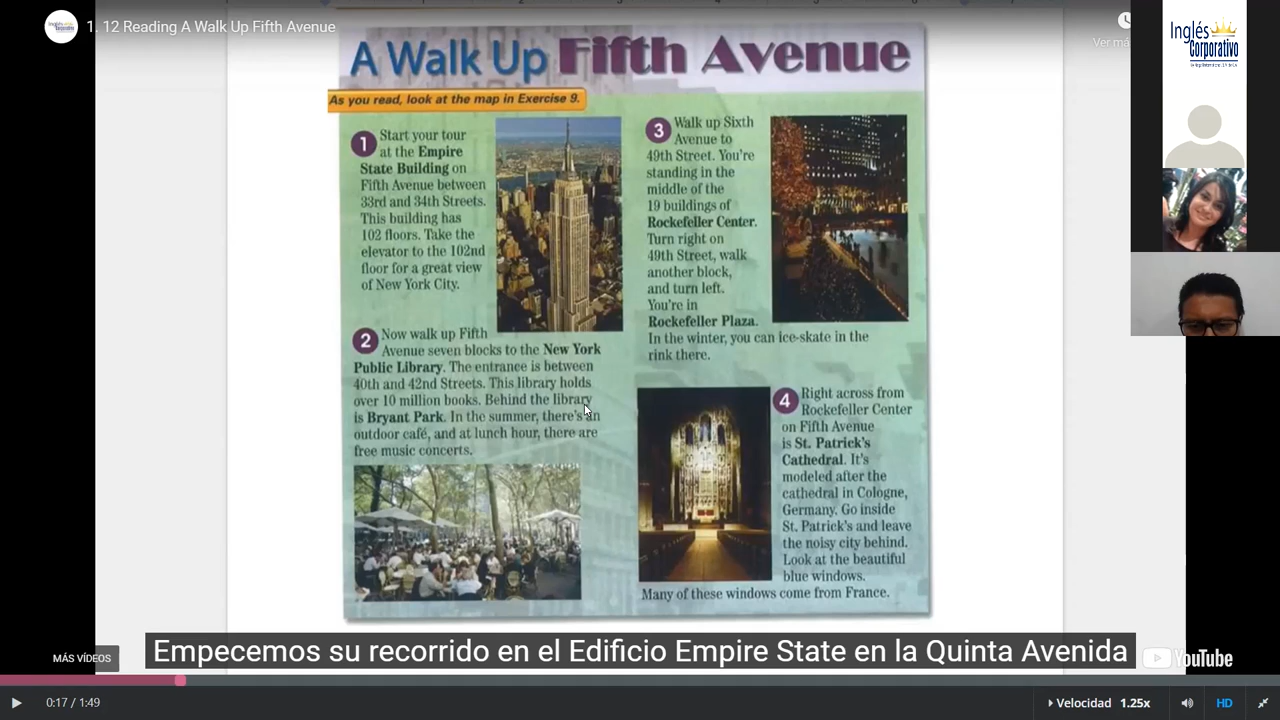 1. 12 Reading A Walk Up Fifth Avenue
Ver má
Inglés
Corporativo
A Walk Up Fifth Avenue
As you read, look at the map in Exercise 9.
1 Start your tour
at the Empire
State Building on
Fifth Avenue between
33rd and 34th Streets.
This building has
102 floors. Take the
elevator to the 102nd
floor for a great view
of New York City.
2 Now walk up Fifth
Avenue seven blocks to the New York
Public Library. The entrance is between
40th and 42nd Streets. This library holds
over 10 million books. Behind the library
is Bryant Park. In the summer, there's an
outdoor café, and at lunch hour, there are
free music concerts.
3 Walk up Sixth
Avenue to
49th Street. You're
standing in the
middle of the
19 buildings of
Rockefeller Center.
Turn right on
49th Street, walk
another block,
and turn left.
You're in
Rockefeller Plaza.
In the winter, you can ice-skate in the
rink there.
4 Right across from
Rockefeller Center
on Fifth Avenue
is St. Patrick's
Cathedral. It's
modeled after the
cathedral in Cologne,
Germany. Go inside
St. Patrick's and leave
the noisy city behind.
Look at the beautiful
blue windows.
Many of these windows come from France.
Empecemos su recorrido en el Edificio Empire State en la Quinta Avenida
MÁS VÍDEOS
YouTube
0:17 / 1:49
Velocidad 1.25x
HD